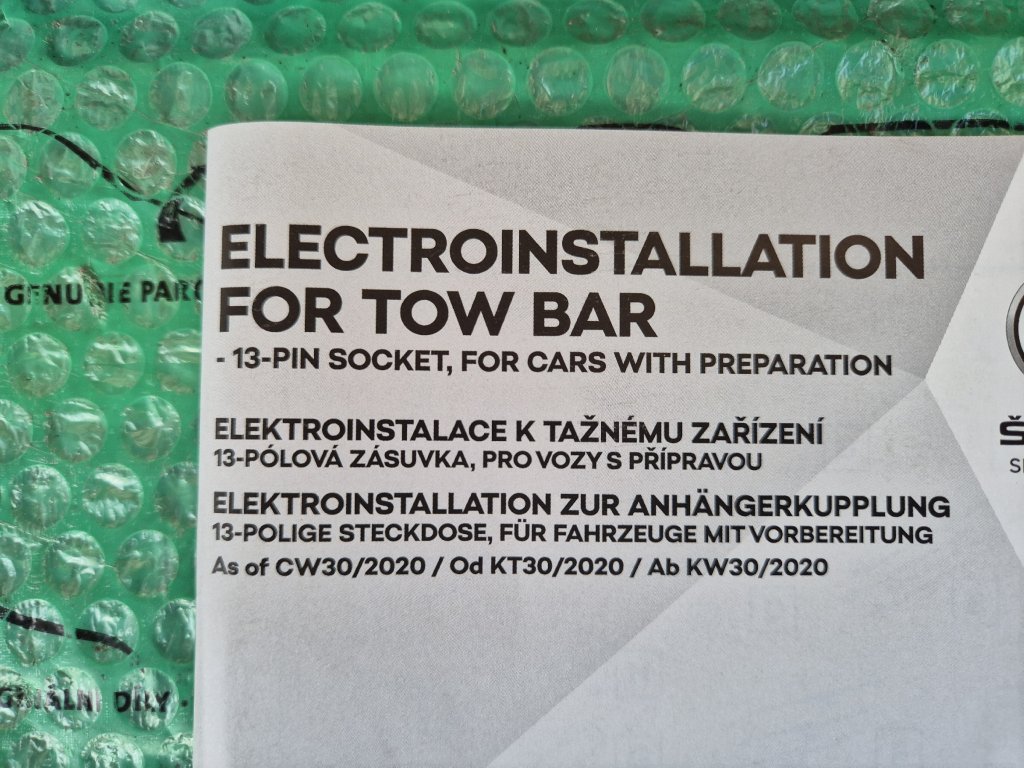 ELECTROINSTALLATION
FOR TOW BAR
- 13-PIN SOCKET, FOR CARS WITH PREPARATION
ELEKTROINSTALACE K TAŽNÉMU ZAŘÍZENÍ
13-PÓLOVÁ ZÁSUVKA, PRO VOZY S PŘÍPRAVOU
ELEKTROINSTALLATION ZUR ANHÄNGERKUPPLUNG
13-POLIGE STECKDOSE, FÜR FAHRZEUGE MIT VORBEREITUNG
As of CW30/2020 / Od KT30/2020 / Ab KW30/2020
GENUINE
DÍLY